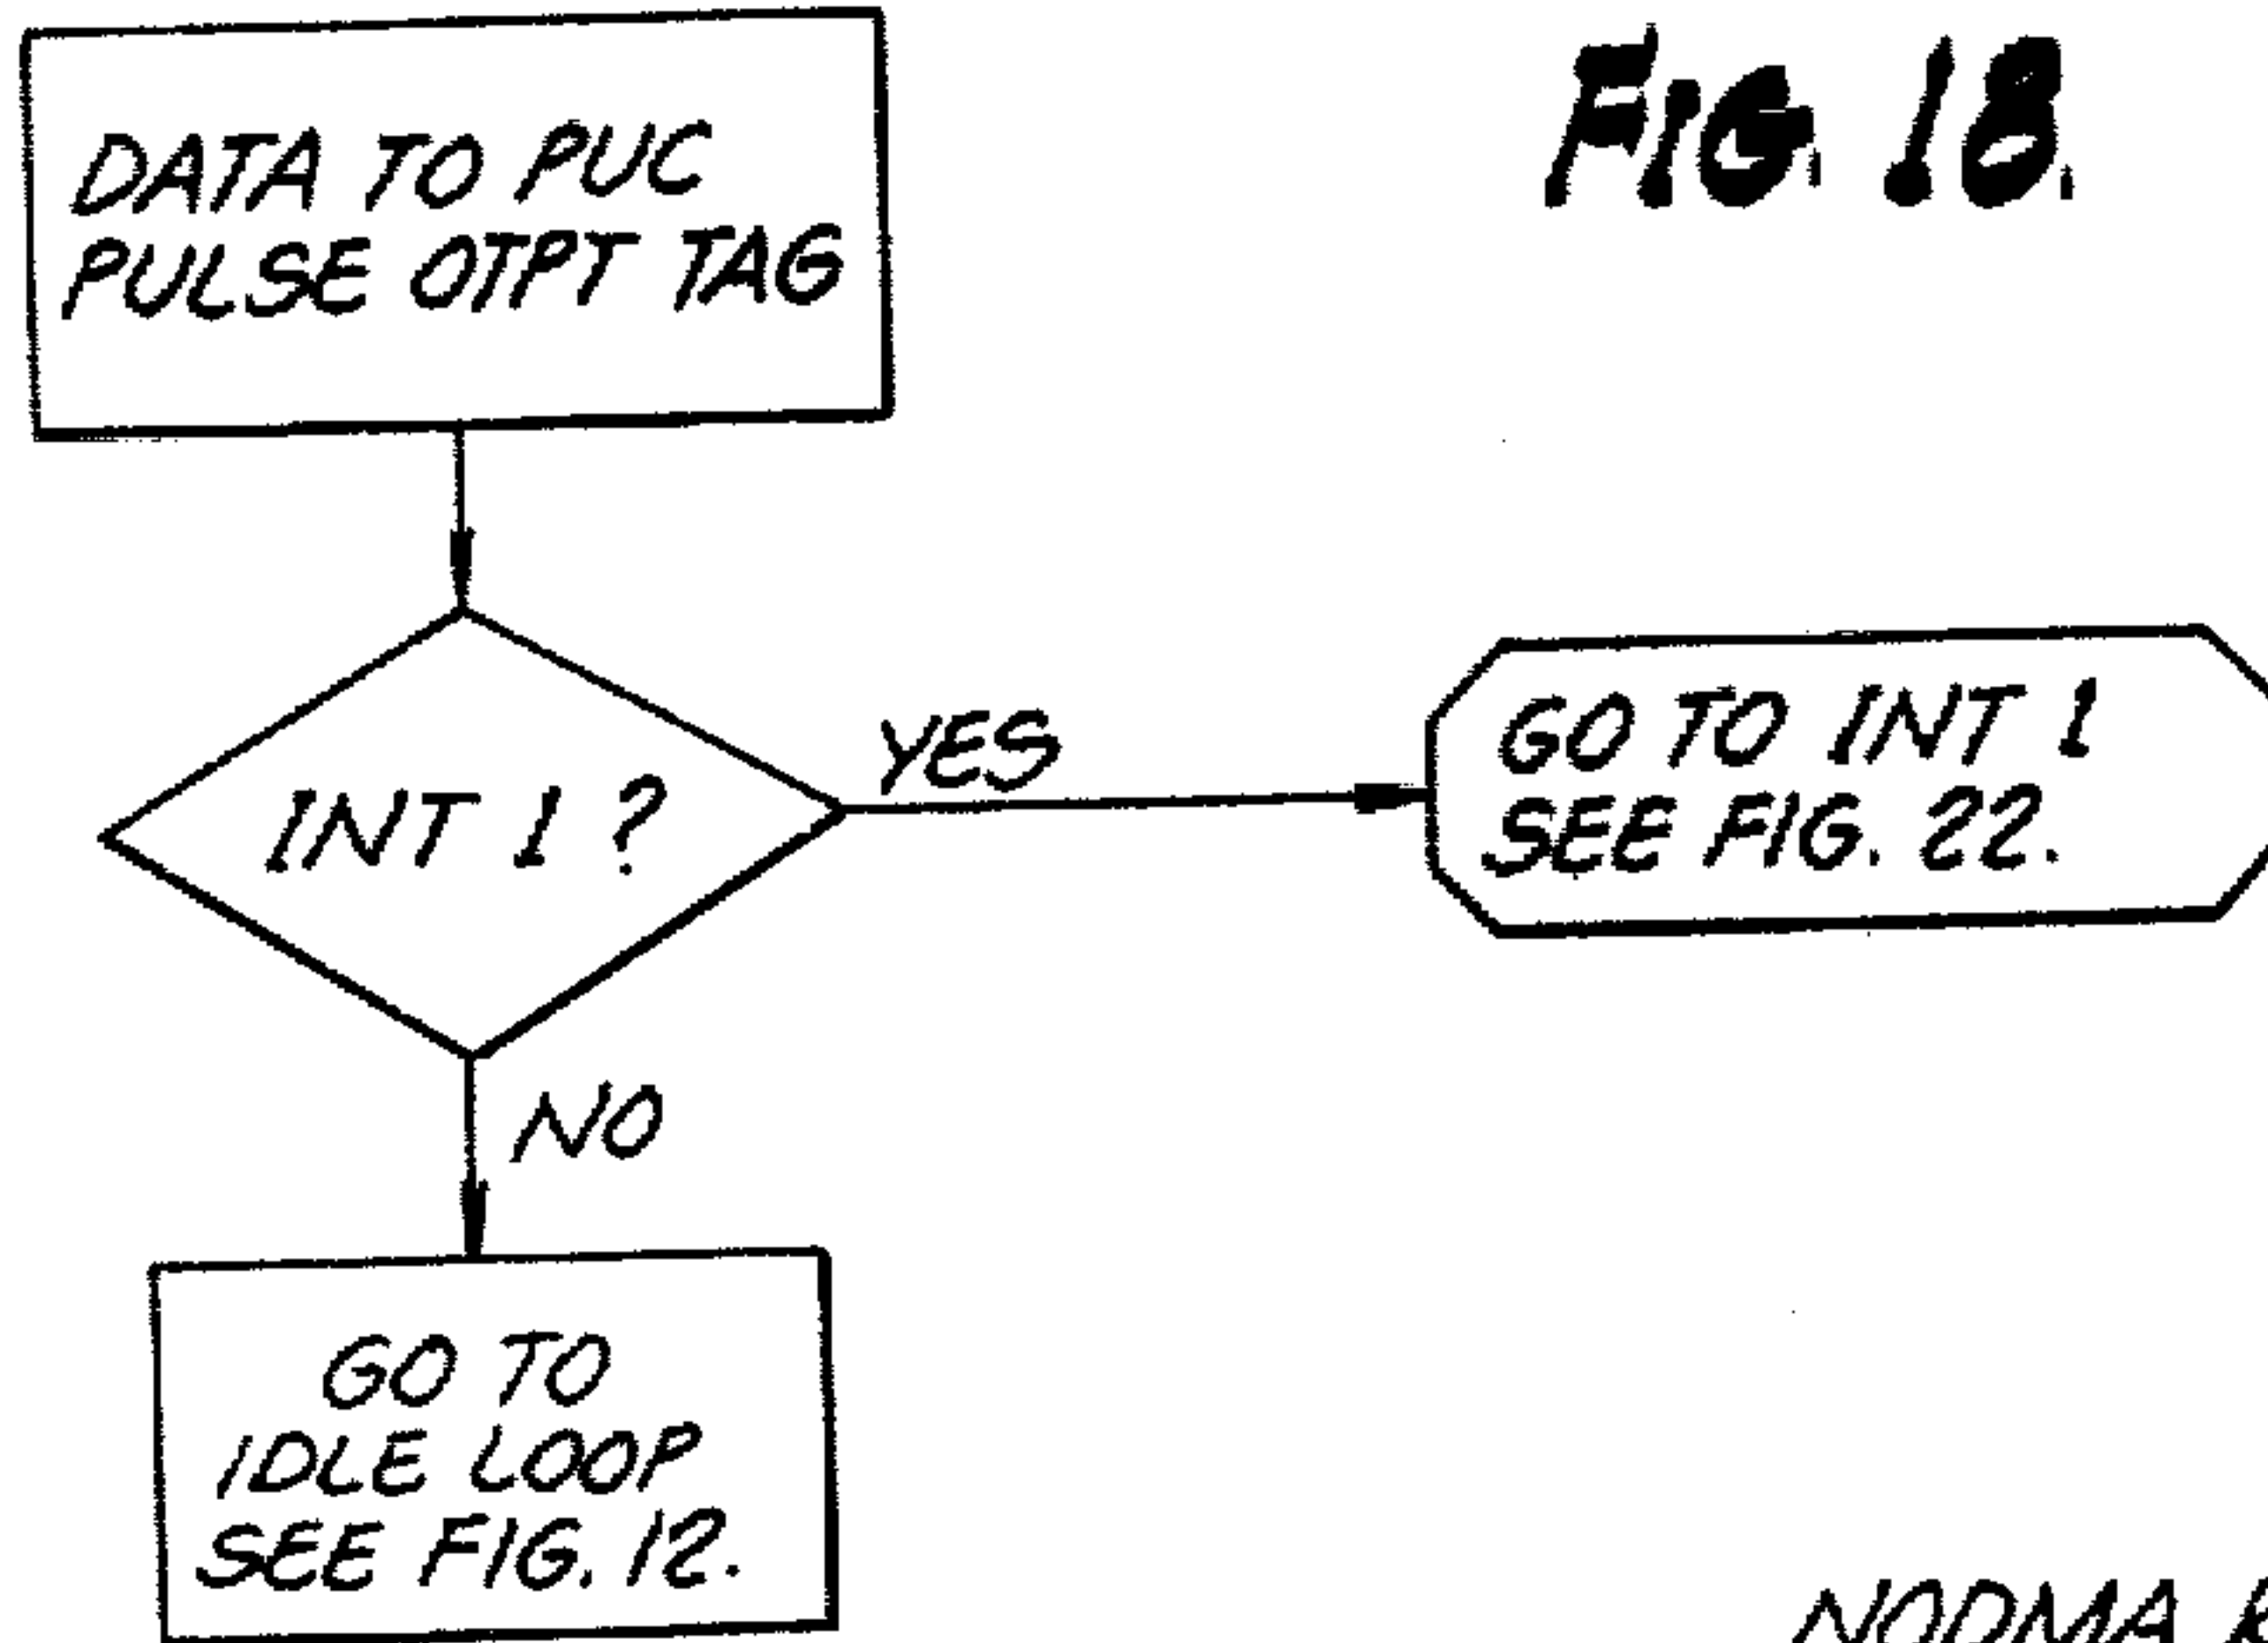 FIG. 18.
DATA TO PUC
PULSE OTPT TAG
INT 1 ?
YES
GO TO INT 1
SEE FIG. 22.
NO
GO TO
IDLE LOOP
SEE FIG. 12.